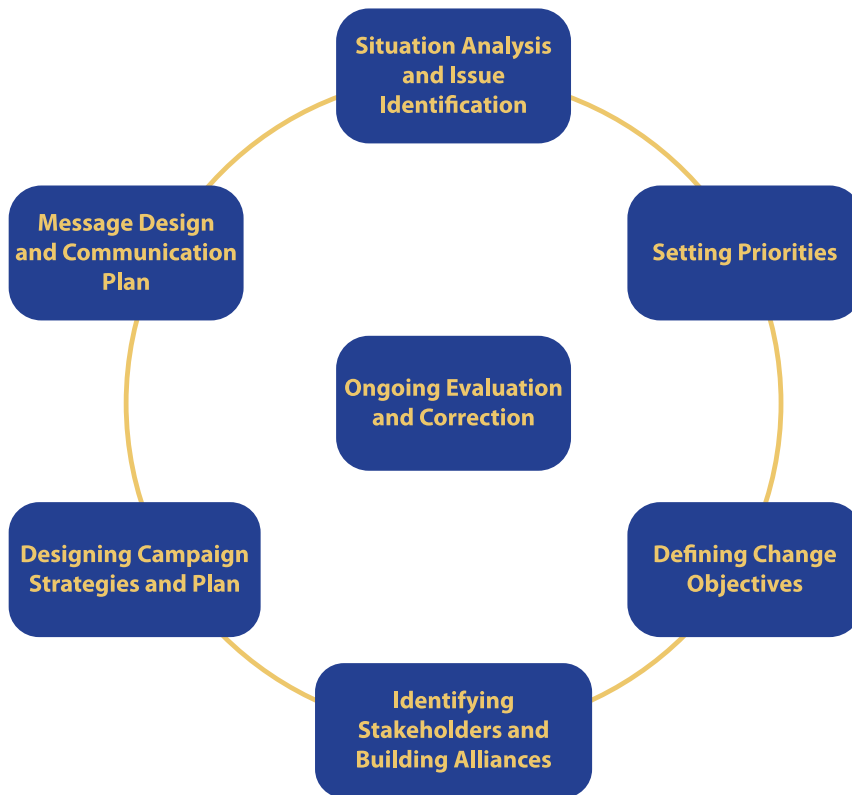 Situation Analysis
and Issue
Identification
Setting Priorities
Defining Change
Objectives
Identifying
Stakeholders and
Building Alliances
Designing Campaign
Strategies and Plan
Message Design
and Communication
Plan
Ongoing Evaluation
and Correction